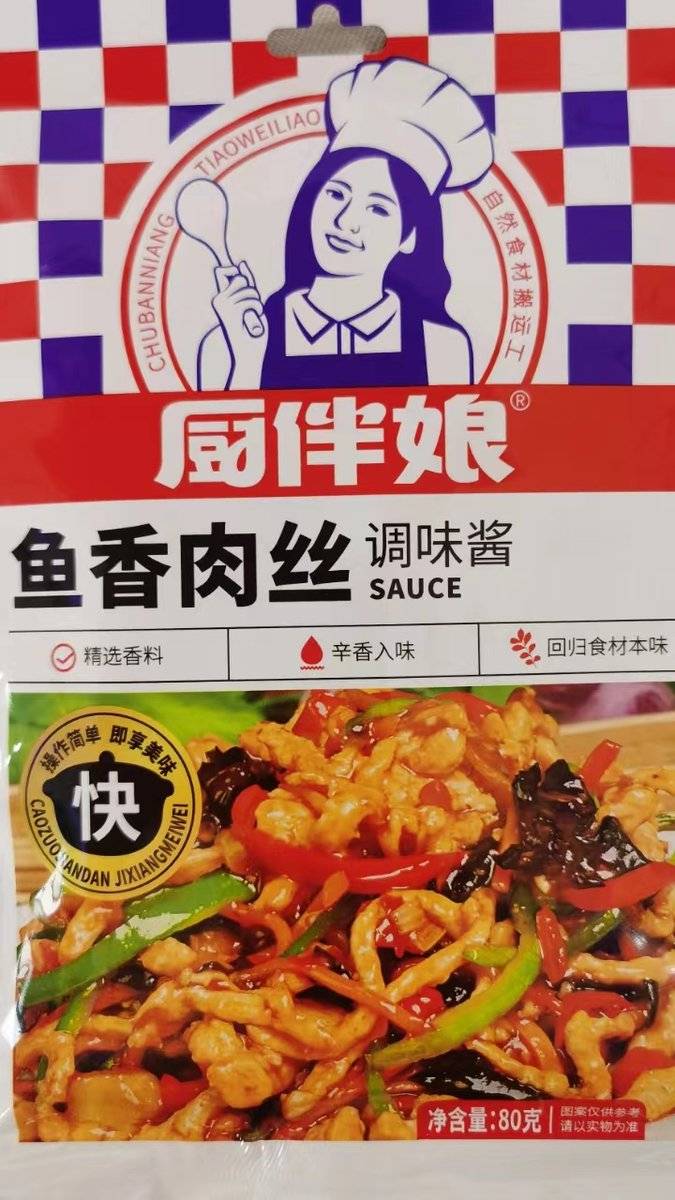 CHUBANNIANG TIAOWEILIAO
自然食材搬运工
厨伴娘®
鱼香肉丝
调味酱
SAUCE
精选香料
辛香入味
回归食材本味
操作简单 即享美味
快
CAOZUOJIANDAN JIXIANGMEIWEI
净含量:80克
图案仅供参考
请以实物为准